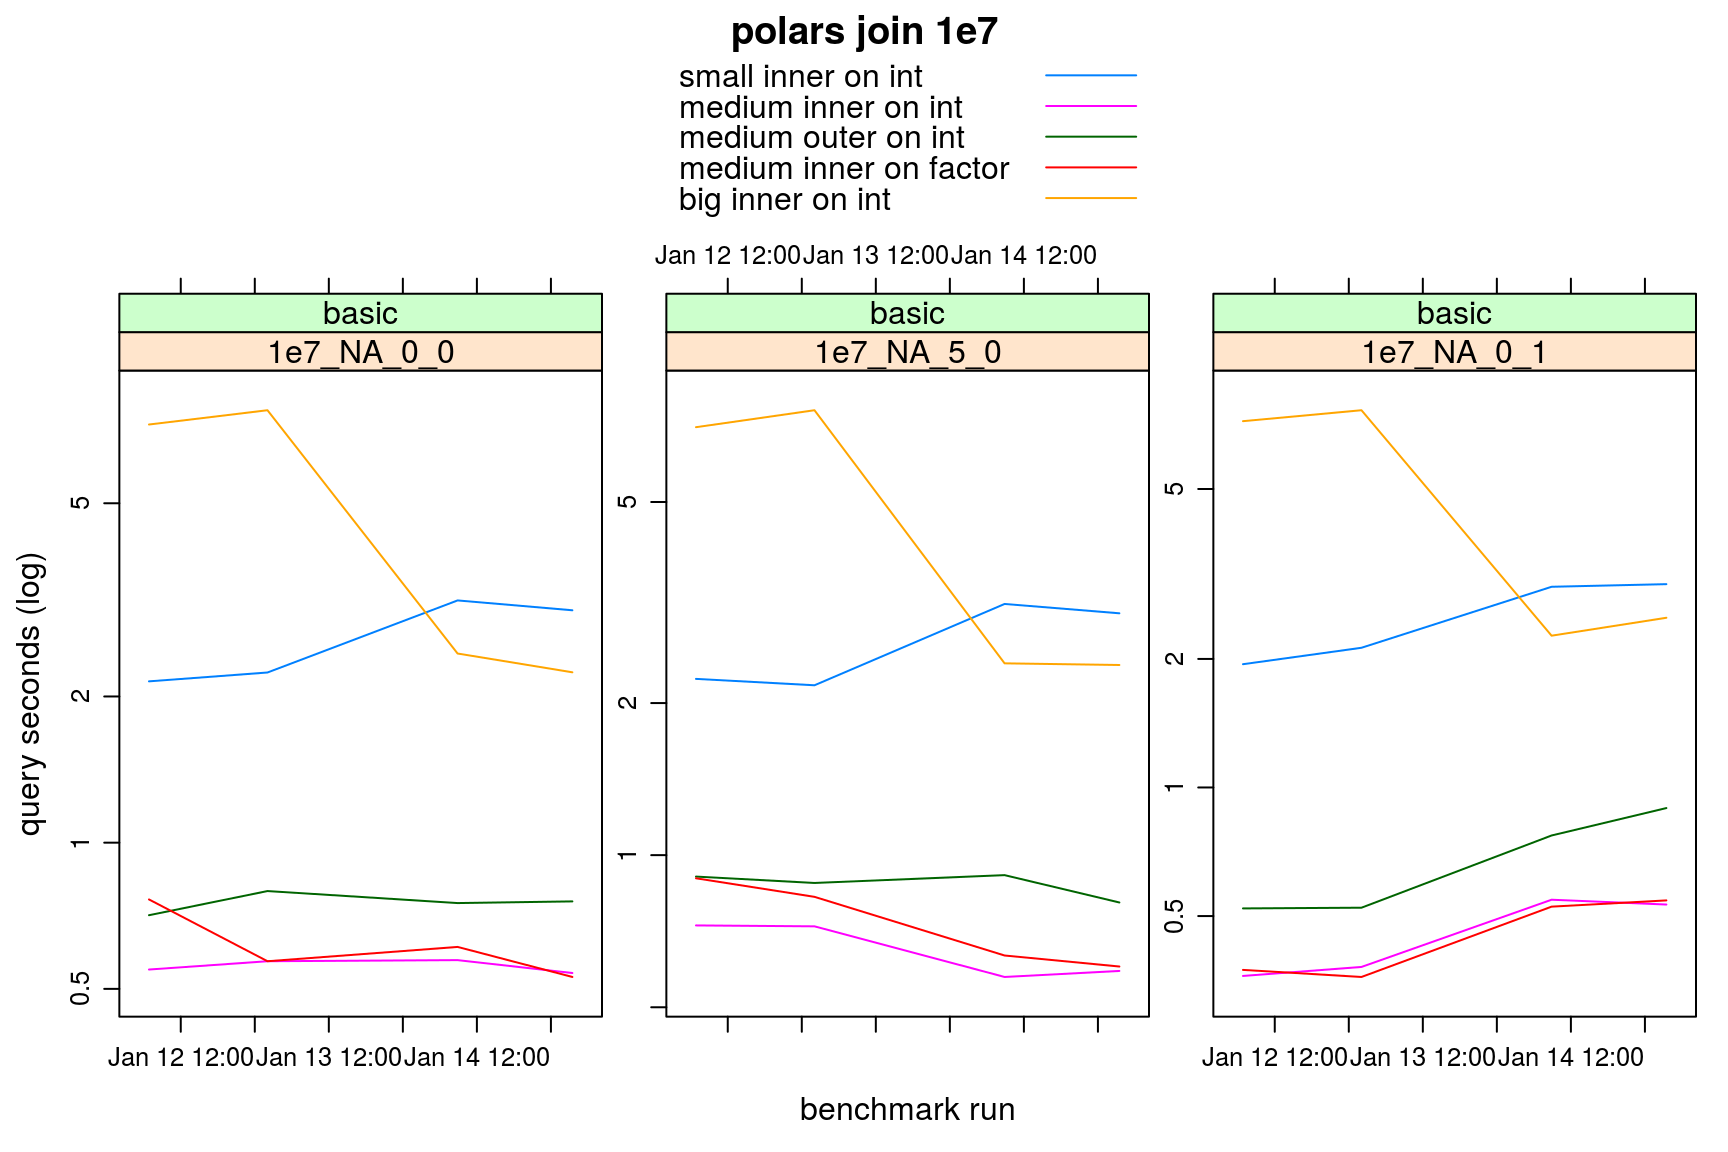 polars join 1e7
small inner on int
medium inner on int
medium outer on int
medium inner on factor
big inner on int
Jan 12 12:00 Jan 13 12:00 Jan 14 12:00
basic
basic
basic
1e7_NA_0_0
1e7_NA_5_0
1e7_NA_0_1
query seconds (log)
5
2
1
0.5
5
2
1
5
2
1
0.5
Jan 12 12:00 Jan 13 12:00 Jan 14 12:00
Jan 12 12:00 Jan 13 12:00 Jan 14 12:00
benchmark run